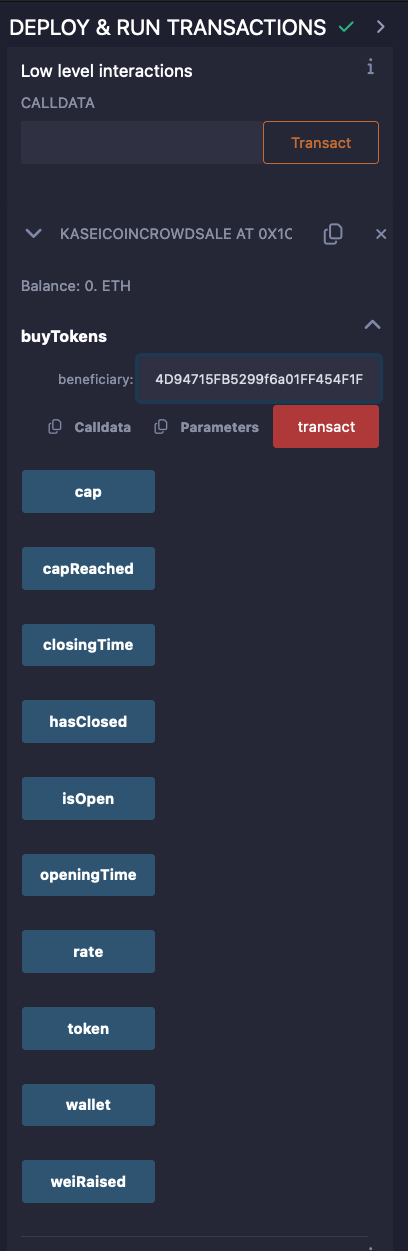 DEPLOY & RUN TRANSACTIONS
Low level interactions
i
CALLDATA
Transact
KASEICOINCROWDSALE AT 0X1C
Balance: 0. ETH
buyTokens
beneficiary: 4D94715FB5299f6a01FF454F1F
Calldata Parameters transact
cap
capReached
closingTime
hasClosed
isOpen
openingTime
rate
token
wallet
weiRaised